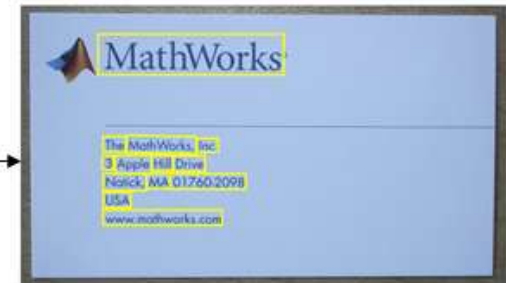 MathWorks
The MathWorks, Inc
3 Apple Hill Drive
Natick, MA 01760-2098
USA
www.mathworks.com